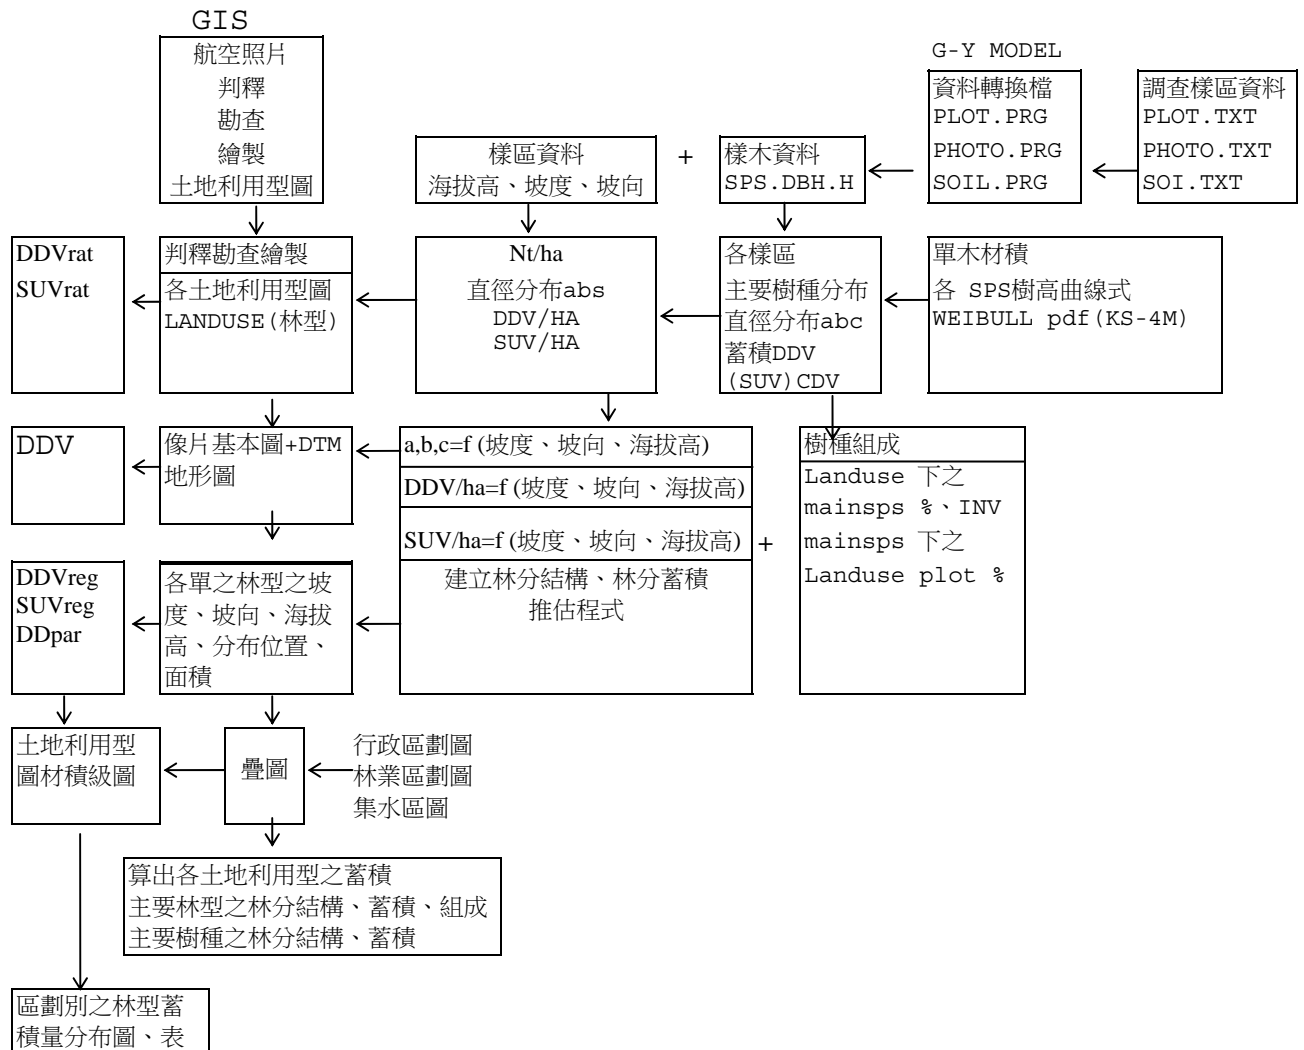 GIS
航空照片
判釋
勘查
繪製
土地利用型圖
樣區資料
海拔高、坡度、坡向
+
樣木資料
SPS.DBH.H
G-Y MODEL
資料轉換檔
PLOT.PRG
PHOTO.PRG
SOIL.PRG
調查樣區資料
PLOT.TXT
PHOTO.TXT
SOI.TXT
DDVrat
SUVrat
判釋勘查繪製
各土地利用型圖
LANDUSE(林型)
Nt/ha
直徑分布abs
DDV/HA
SUV/HA
各樣區
主要樹種分布
直徑分布abc
蓄積DDV
(SUV)CDV
單木材積
各 SPS樹高曲線式
WEIBULL pdf(KS-4M)
DDV
像片基本圖+DTM
地形圖
a,b,c=f (坡度、坡向、海拔高)
DDV/ha=f (坡度、坡向、海拔高)
SUV/ha=f (坡度、坡向、海拔高)
建立林分結構、林分蓄積
推估程式
+
樹種組成
Landuse 下之
mainsps %、INV
mainsps 下之
Landuse plot %
DDVreg
SUVreg
DDpar
各單之林型之坡
度、坡向、海拔
高、分布位置、
面積
土地利用型
圖材積級圖
疊圖
行政區劃圖
林業區劃圖
集水區圖
算出各土地利用型之蓄積
主要林型之林分結構、蓄積、組成
主要樹種之林分結構、蓄積
區劃別之林型蓄
積量分布圖、表